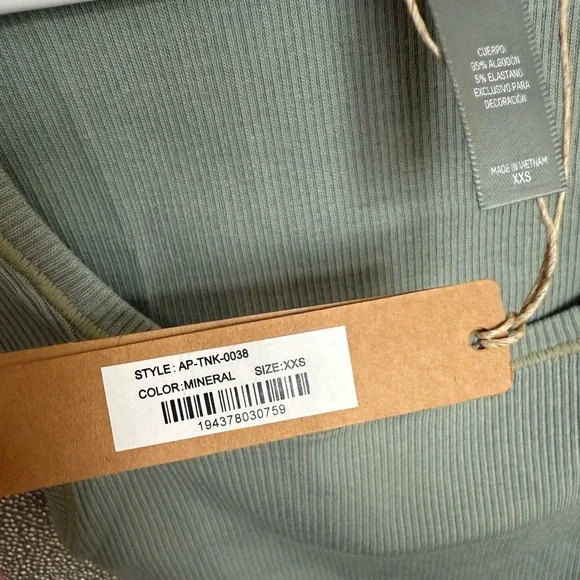 CUERPO:
95% ALGODÓN
5% ELASTANO
EXCLUSIVO PARA
DECORACIÓN
MADE IN VIETNAM
XXS
STYLE: AP-TNK-0038
COLOR:MINERAL SIZE:XXS
194378030759